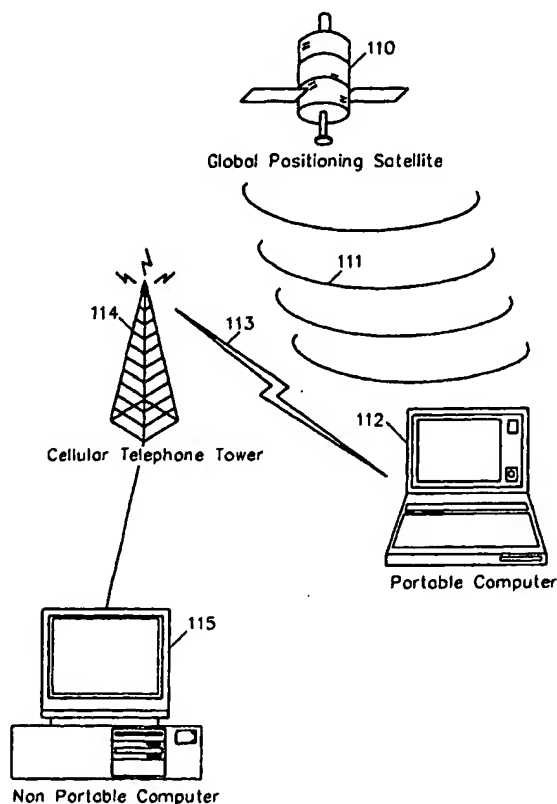 110
Global Positioning Satellite
111
114
113
112
Cellular Telephone Tower
Portable Computer
115
Non Portable Computer